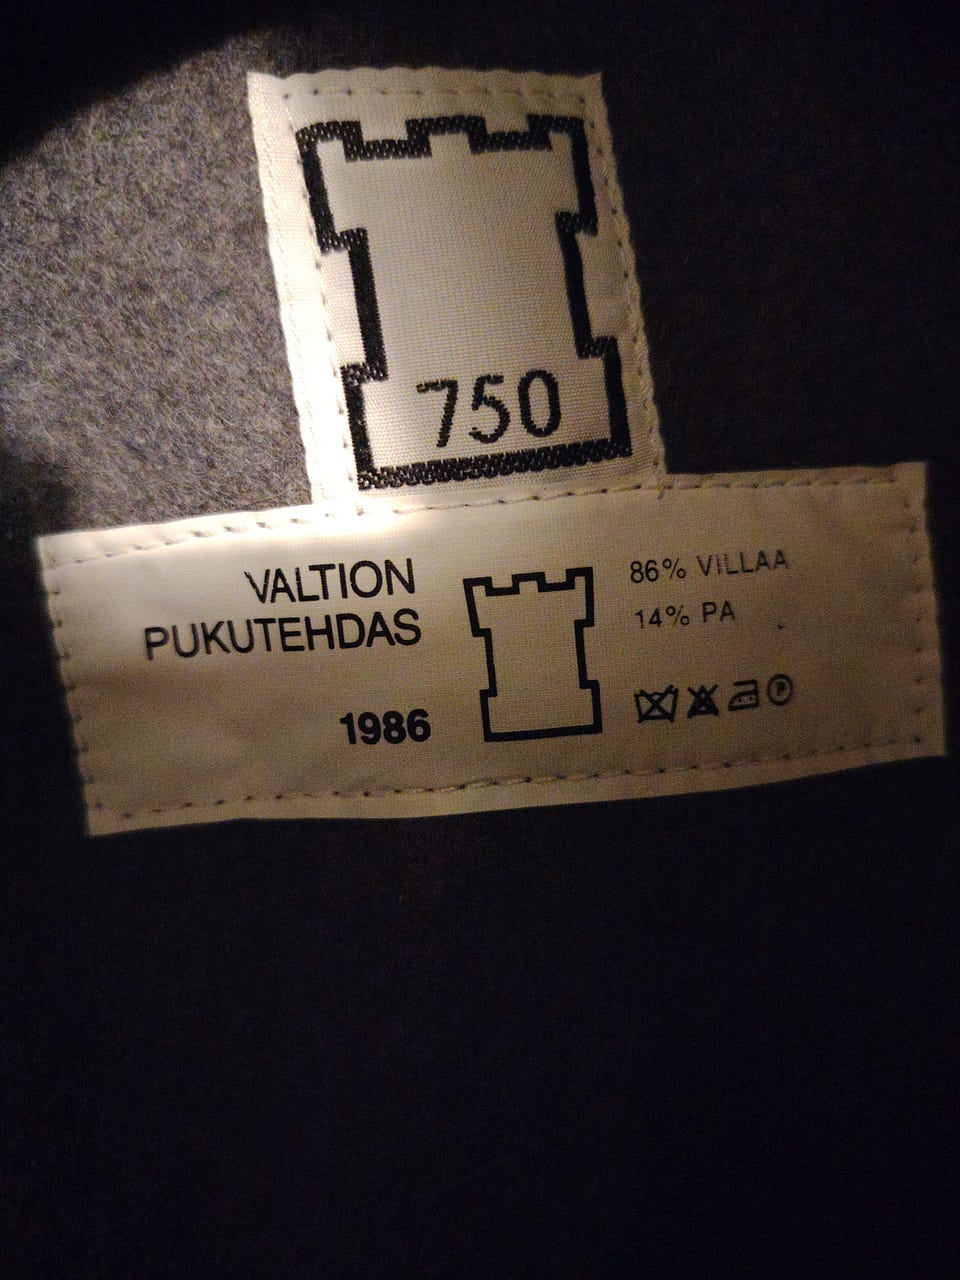 750
VALTION
PUKUTEHDAS
1986
86% VILLAA
14% PA
P